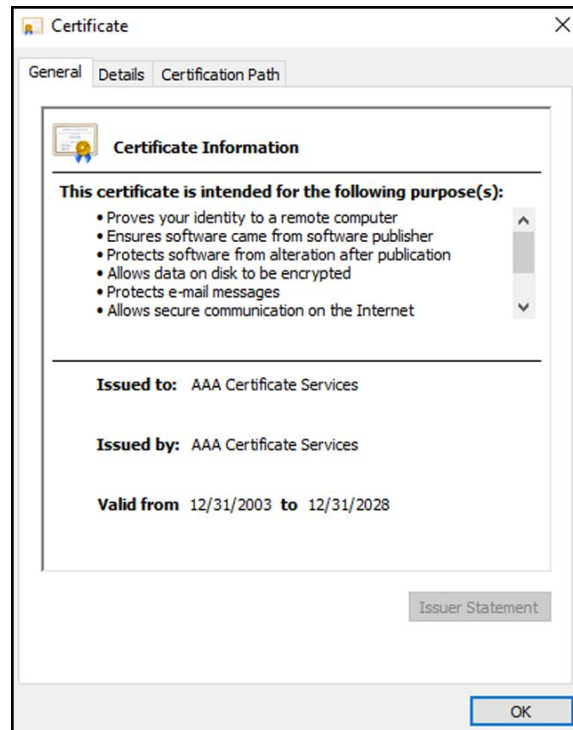 Certificate
General Details Certification Path
Certificate Information
This certificate is intended for the following purpose(s):
• Proves your identity to a remote computer
• Ensures software came from software publisher
• Protects software from alteration after publication
• Allows data on disk to be encrypted
• Protects e-mail messages
• Allows secure communication on the Internet
Issued to: AAA Certificate Services
Issued by: AAA Certificate Services
Valid from 12/31/2003 to 12/31/2028
Issuer Statement
OK